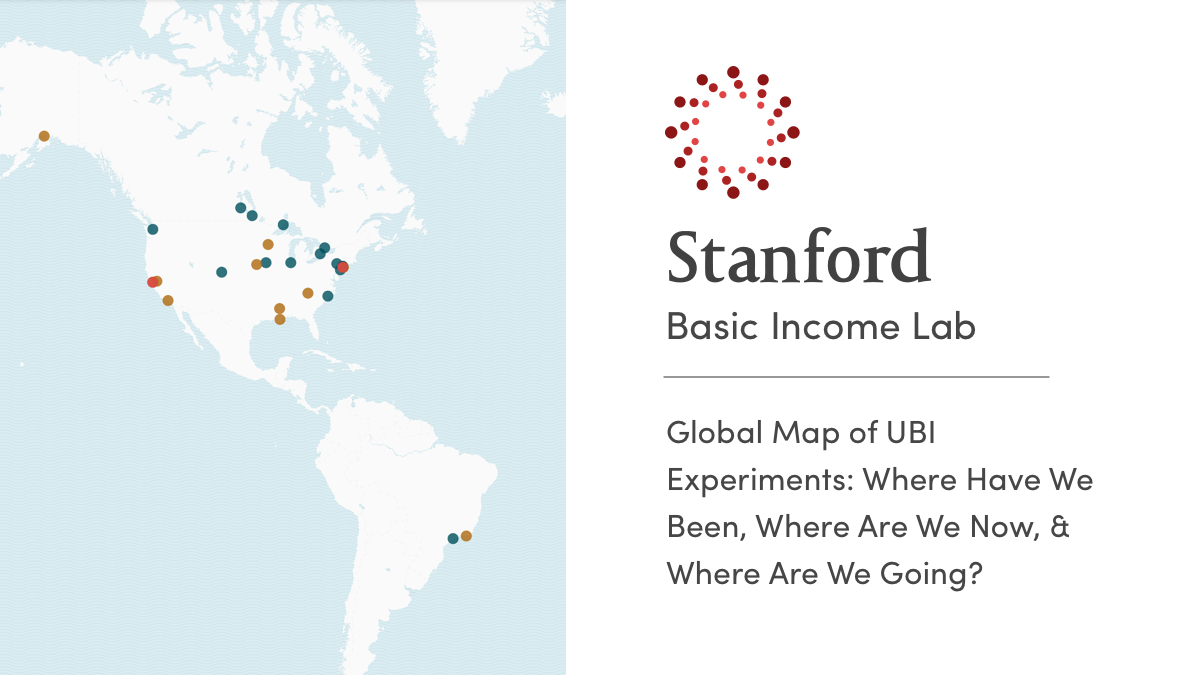 Stanford
Basic Income Lab
Global Map of UBI
Experiments: Where Have We
Been, Where Are We Now, &
Where Are We Going?